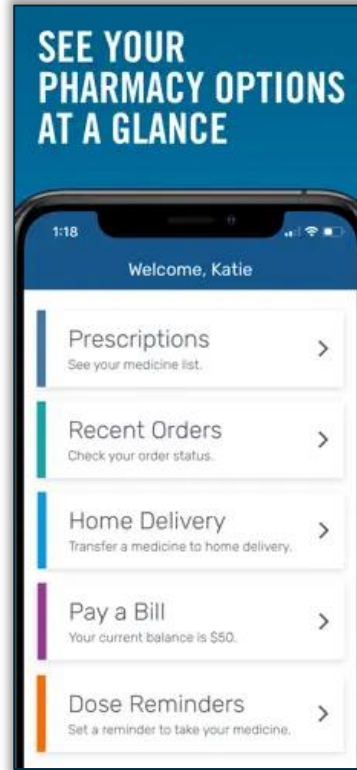 SEE YOUR
PHARMACY OPTIONS
AT A GLANCE
1:18
Welcome, Katie
Prescriptions
See your medicine list.
Recent Orders
Check your order status.
Home Delivery
Transfer a medicine to home delivery.
Pay a Bill
Your current balance is $50.
Dose Reminders
Set a reminder to take your medicine.